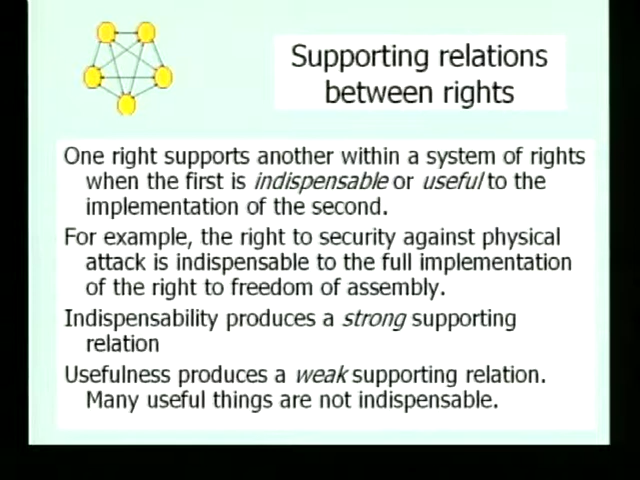 Supporting relations
between rights
One right supports another within a system of rights
when the first is indispensable or useful to the
implementation of the second.
For example, the right to security against physical
attack is indispensable to the full implementation
of the right to freedom of assembly.
Indispensability produces a strong supporting
relation
Usefulness produces a weak supporting relation.
Many useful things are not indispensable.